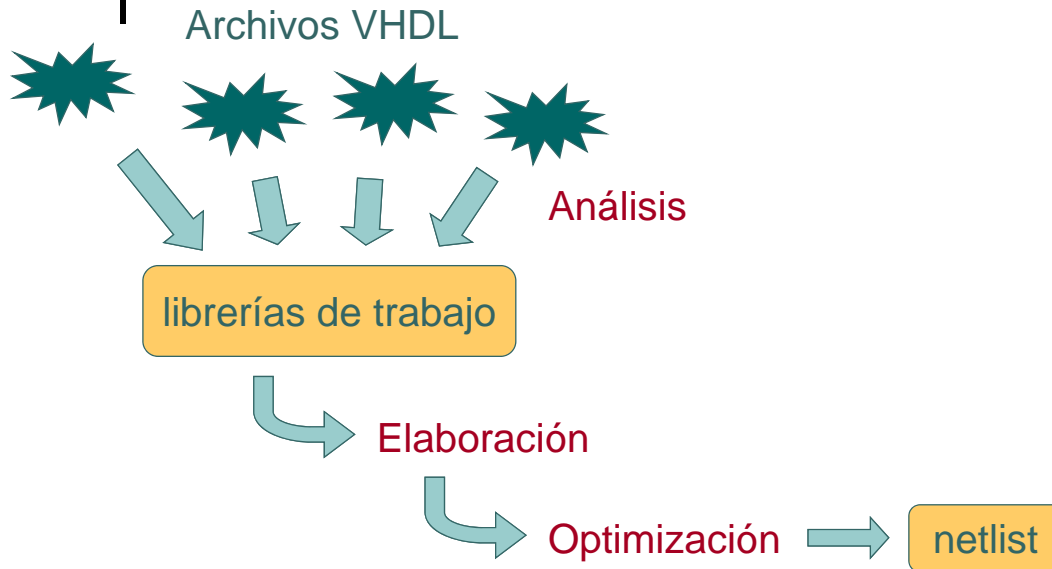 Archivos VHDL
Análisis
librerías de trabajo
Elaboración
Optimización
netlist